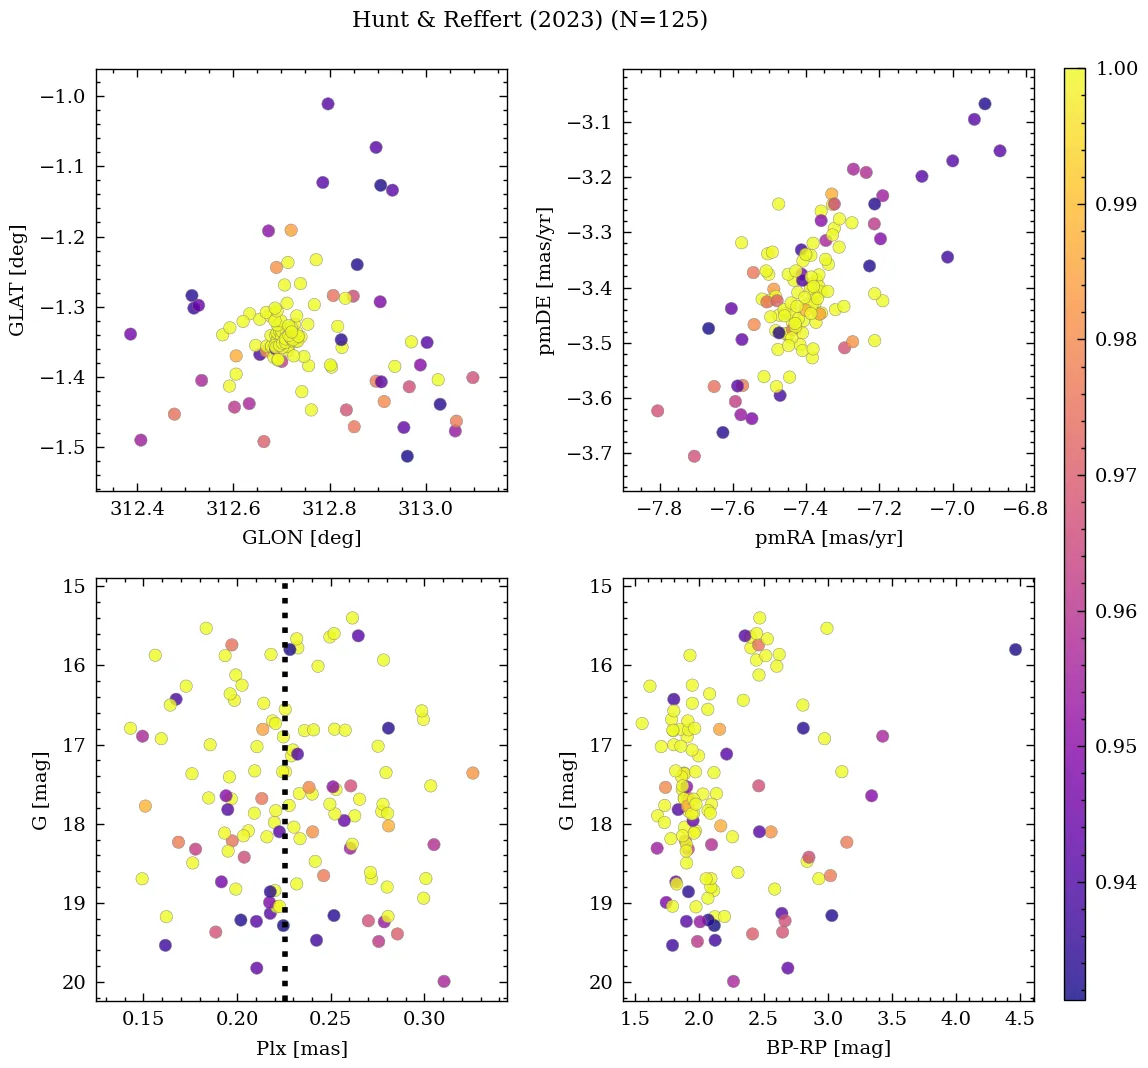 Hunt & Reffert (2023) (N=125)
−1.0
−1.1
−1.2
−1.3
−1.4
−1.5
GLAT [deg]
312.4 312.6 312.8 313.0
GLON [deg]
−3.1
−3.2
−3.3
−3.4
−3.5
−3.6
−3.7
pmDE [mas/yr]
−7.8 −7.6 −7.4 −7.2 −7.0 −6.8
pmRA [mas/yr]
15
16
17
18
19
20
G [mag]
0.15 0.20 0.25 0.30
Plx [mas]
15
16
17
18
19
20
G [mag]
1.5 2.0 2.5 3.0 3.5 4.0 4.5
BP-RP [mag]
1.00
0.99
0.98
0.97
0.96
0.95
0.94